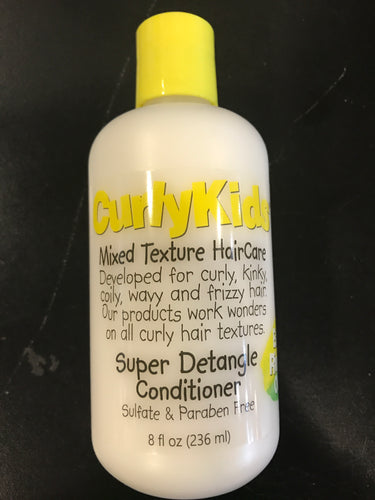 CurlyKids
Mixed Texture HairCare
Developed for curly, kinky,
coily, wavy and frizzy hair.
Our products work wonders
on all curly hair textures.
Super Detangle
Conditioner
Sulfate & Paraben Free
8 fl oz (236 ml)